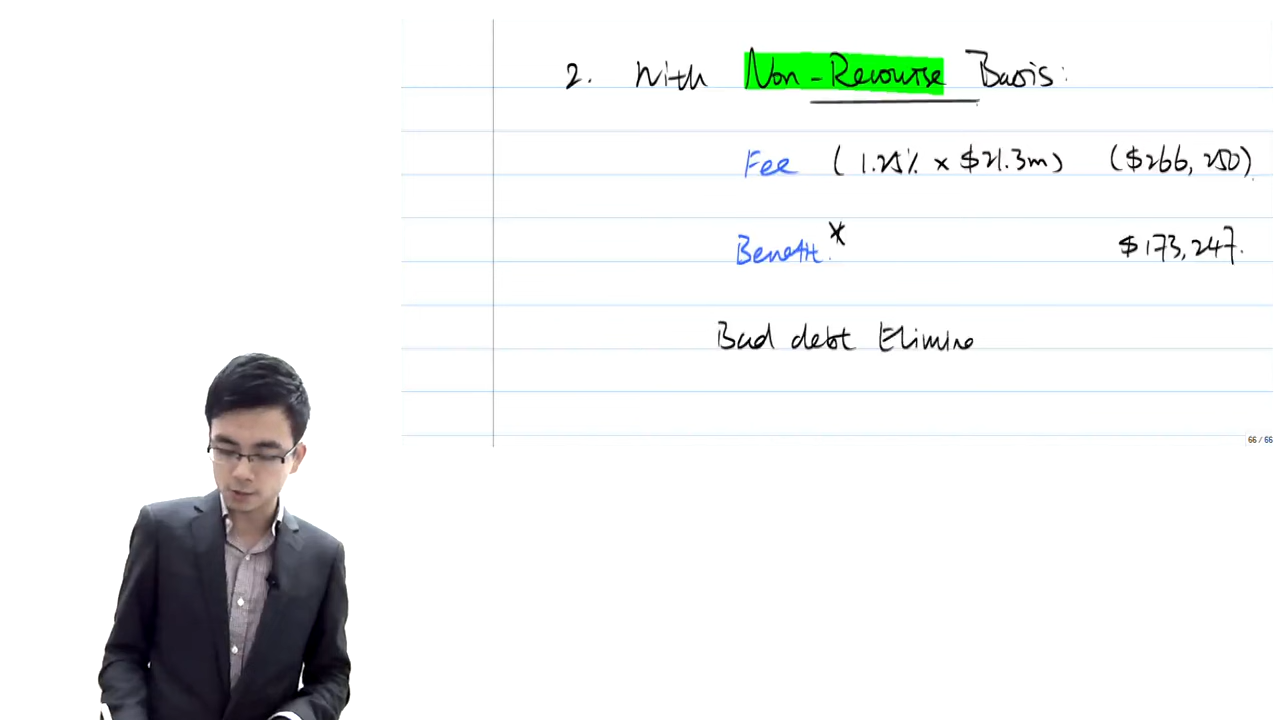 2. With Non-Recourse Basis:
Fee (1.25% × $21.3m) ($266,250).
Benefit.* $173,247.
Bad debt Elimina
66 / 66